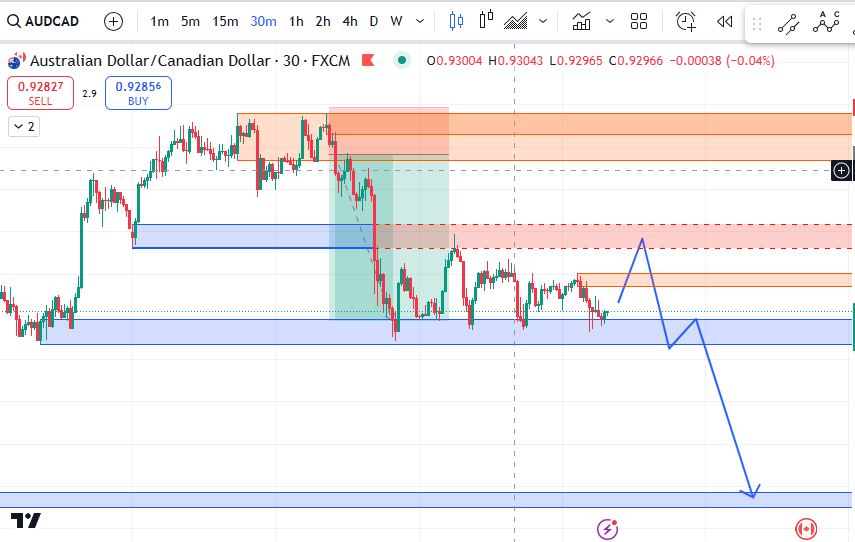 AUDCAD 1m 5m 15m 30m 1h 2h 4h D W
A C
B
Australian Dollar/Canadian Dollar · 30 · FXCM O0.93004 H0.93043 L0.92965 C0.92966 −0.00038 (−0.04%)
0.92827 2.9 0.92856
SELL BUY
2